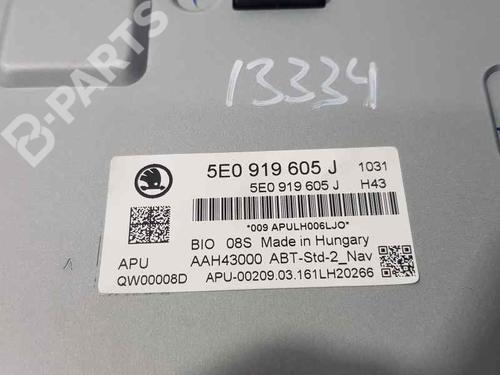 B-PARTS
13334
5E0 919 605 J 1031
5E0 919 605 J H43
*009 APULH006LJO*
BIO 08S Made in Hungary
APU AAH43000 ABT-Std-2_Nav
QW00008D APU-00209.03.161LH20266